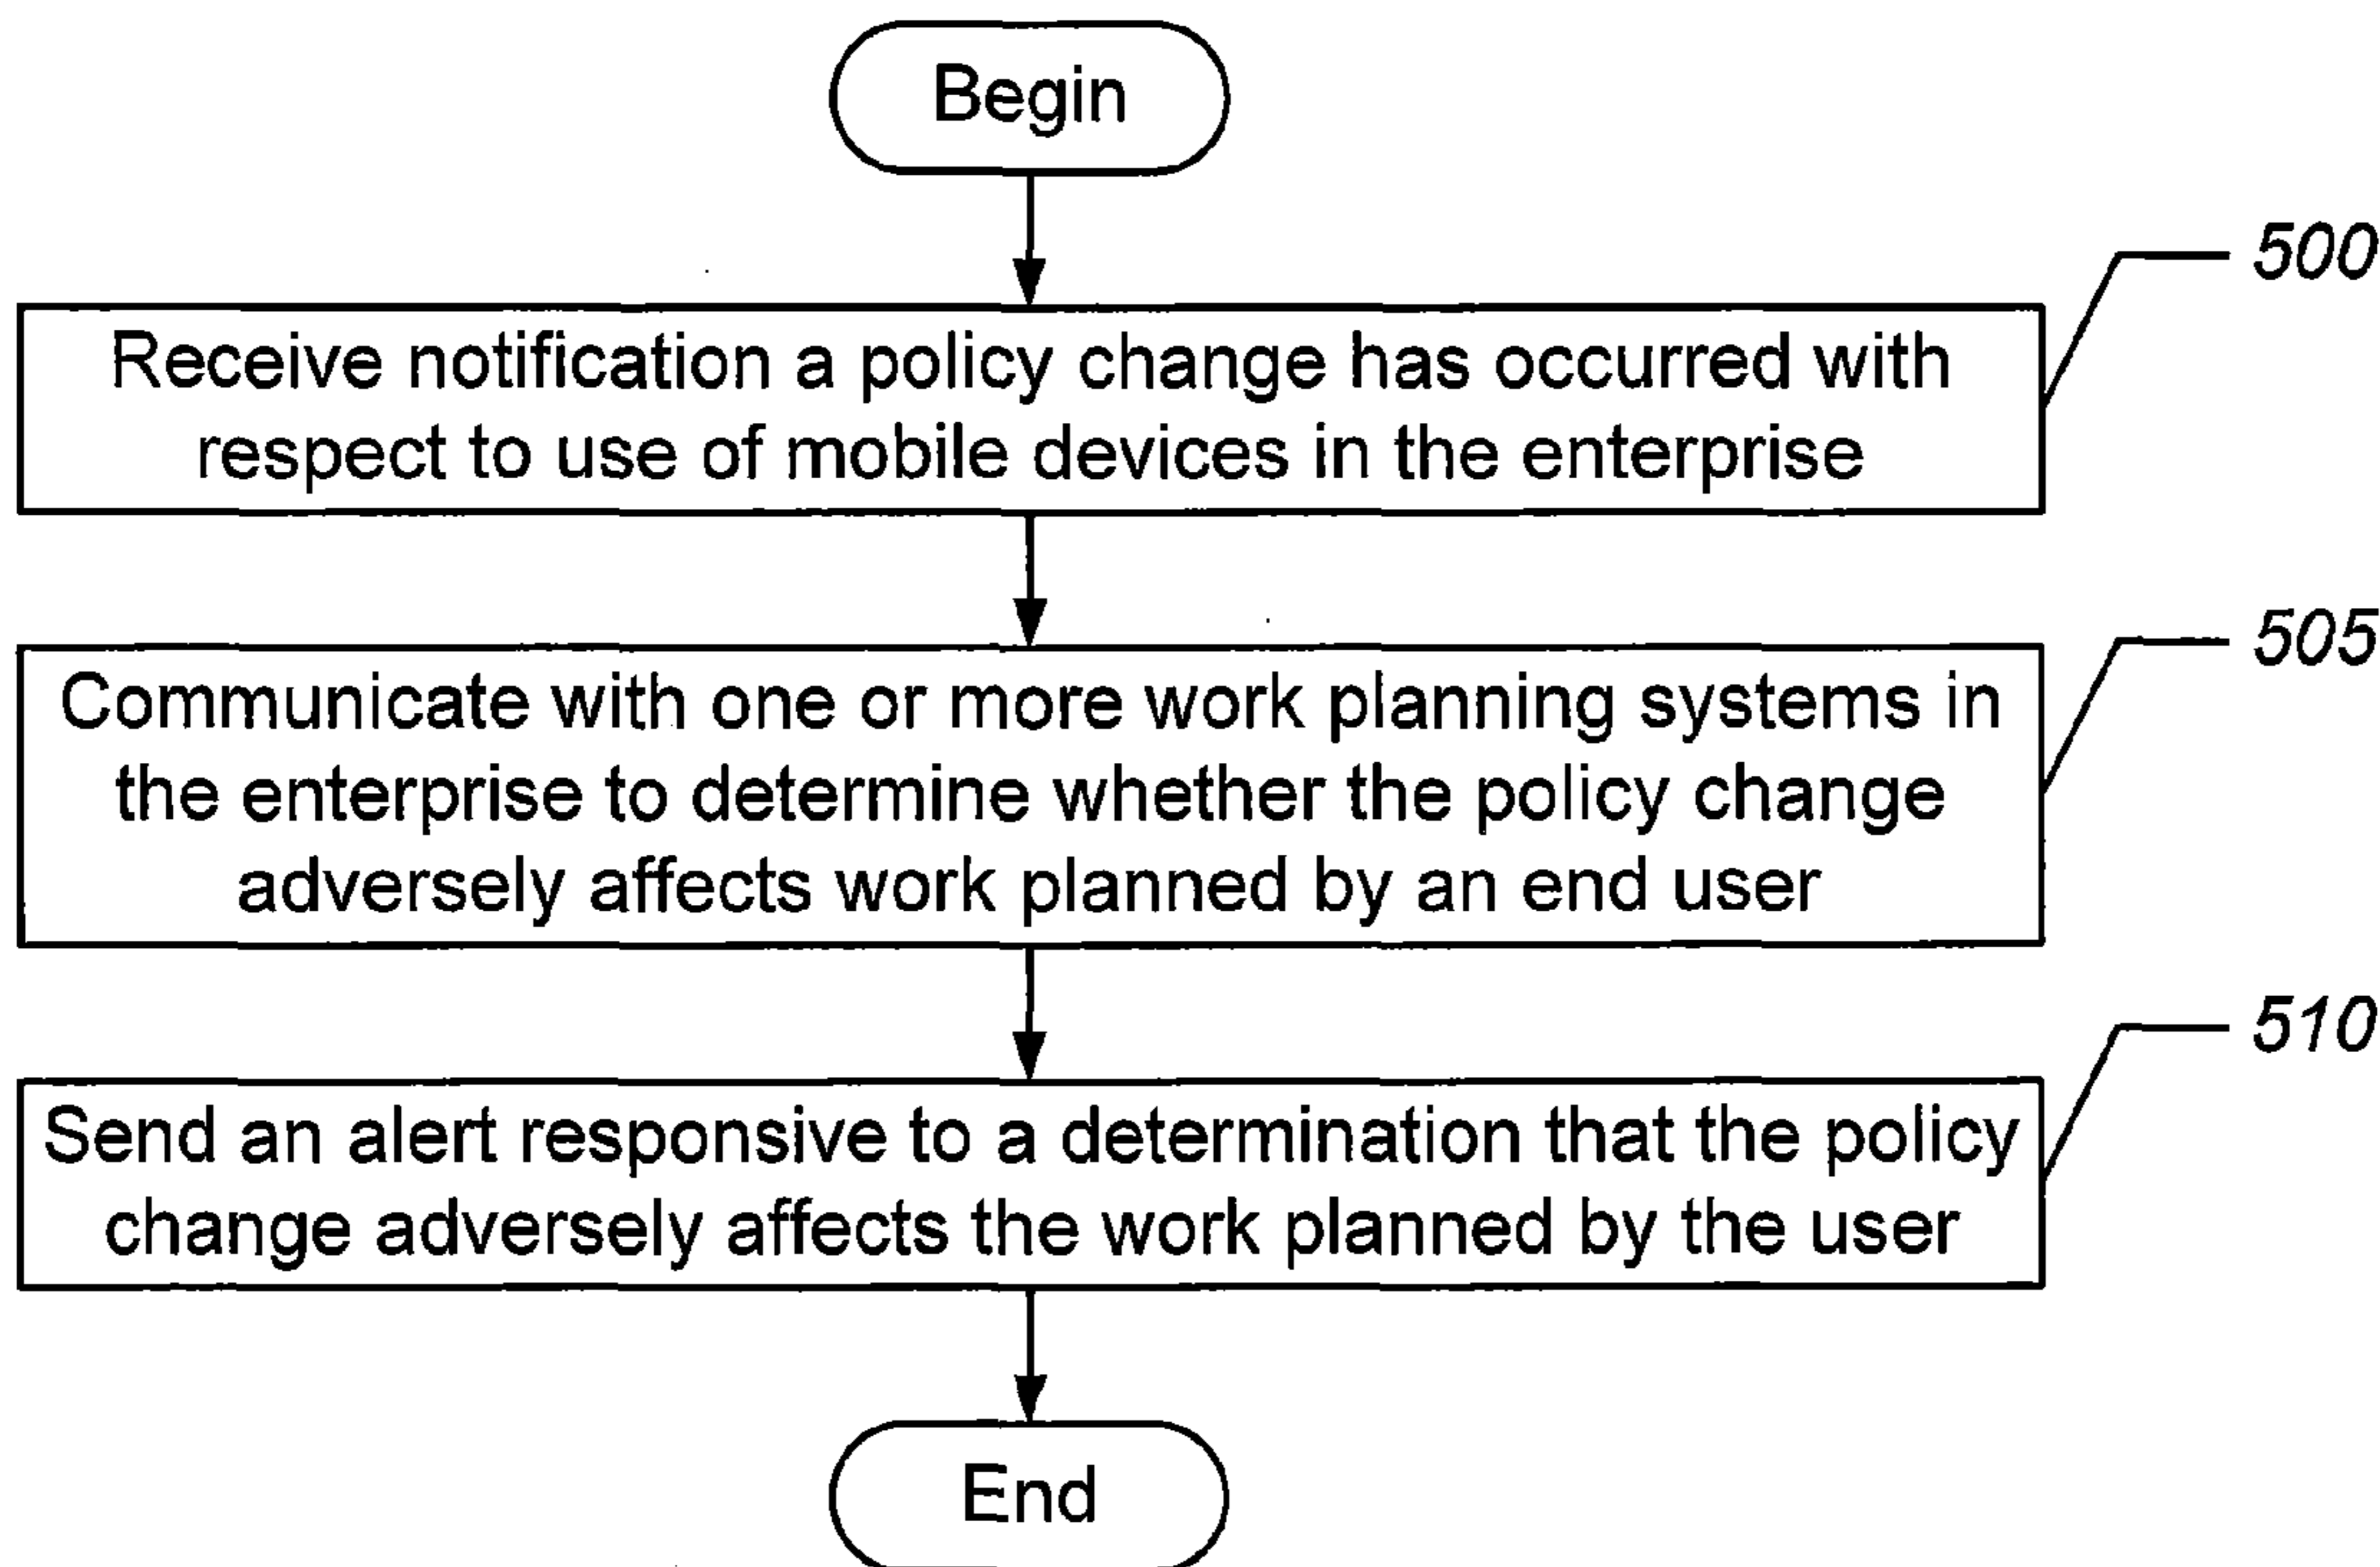 Begin
500
Receive notification a policy change has occurred with
respect to use of mobile devices in the enterprise
505
Communicate with one or more work planning systems in
the enterprise to determine whether the policy change
adversely affects work planned by an end user
510
Send an alert responsive to a determination that the policy
change adversely affects the work planned by the user
End